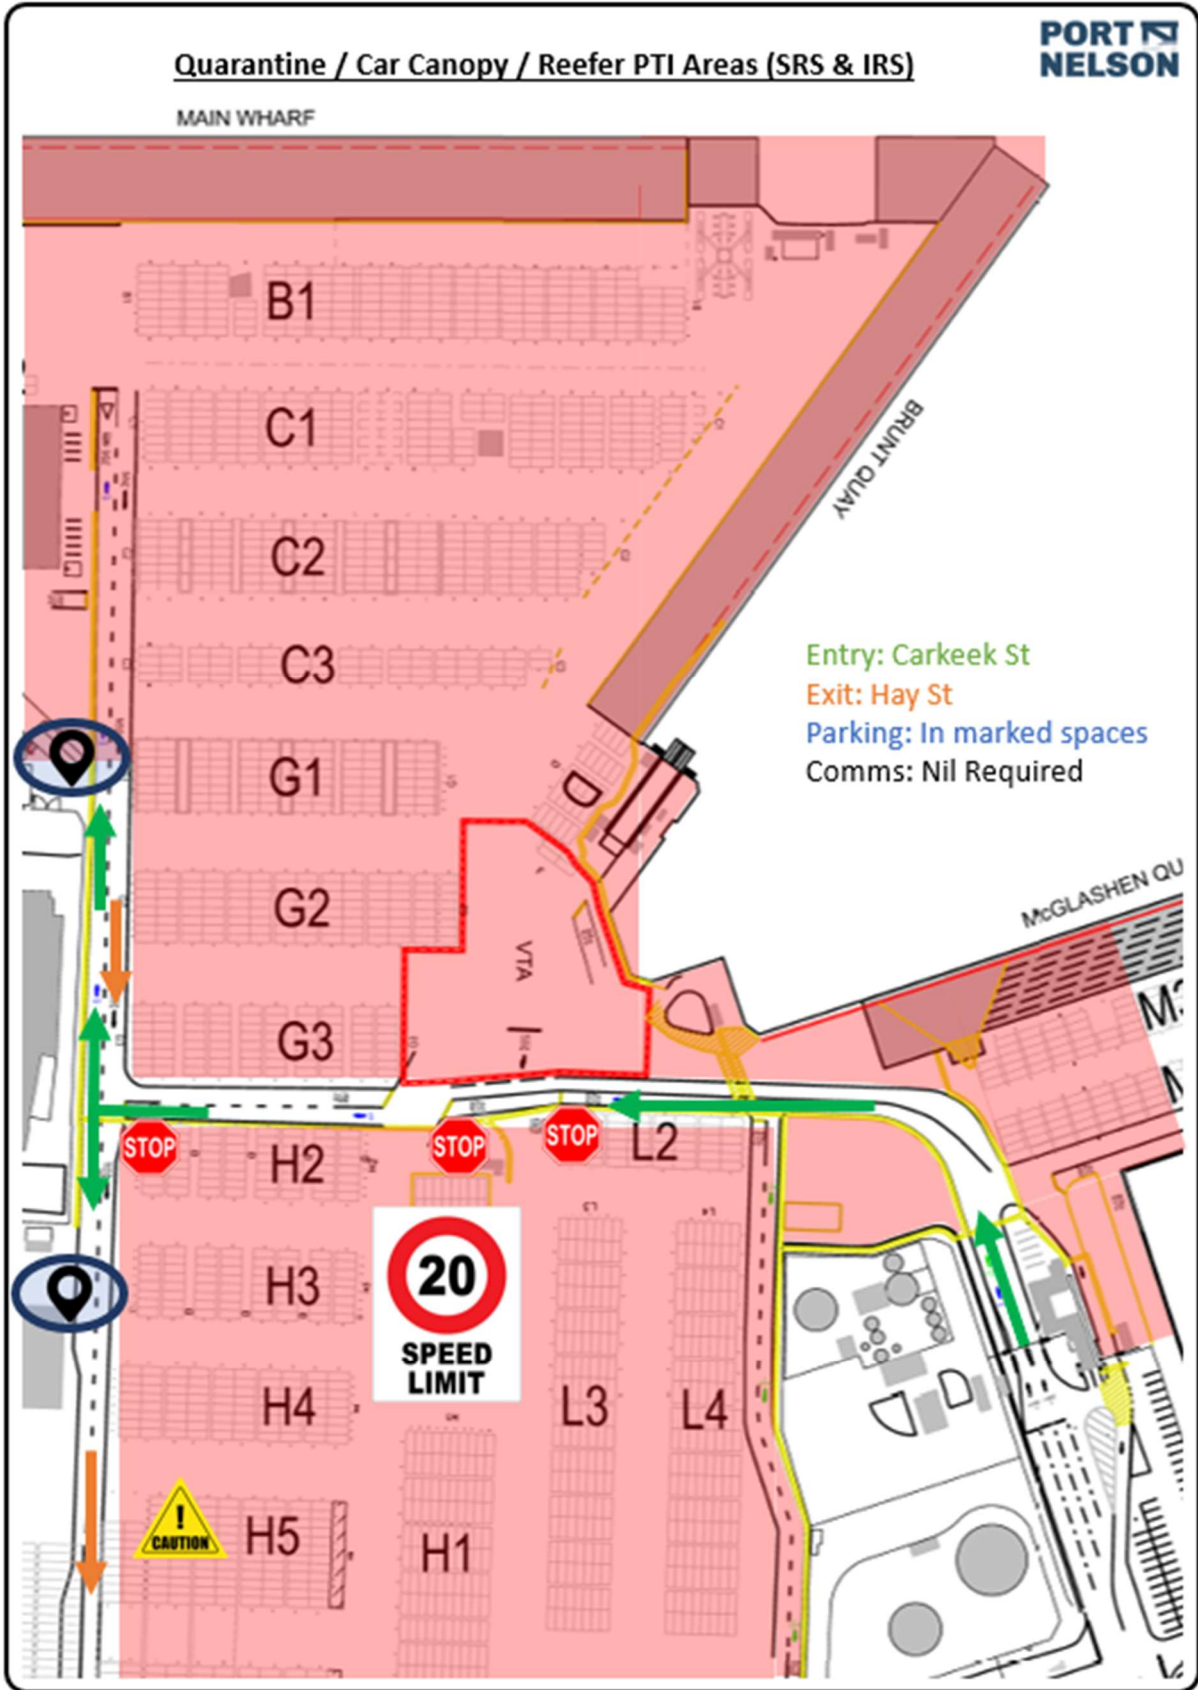 Quarantine / Car Canopy / Reefer PTI Areas (SRS & IRS)
PORT
NELSON
MAIN WHARF
B1
C1
BRUNT QUAY
C2
C3
Entry: Carkeek St
Exit: Hay St
Parking: In marked spaces
Comms: Nil Required
G1
G2
McGLASHEN QU
VTA
G3
STOP
STOP
STOP
H2
L2
H3
20
SPEED
LIMIT
H4
L3
L4
!
CAUTION
H5
H1